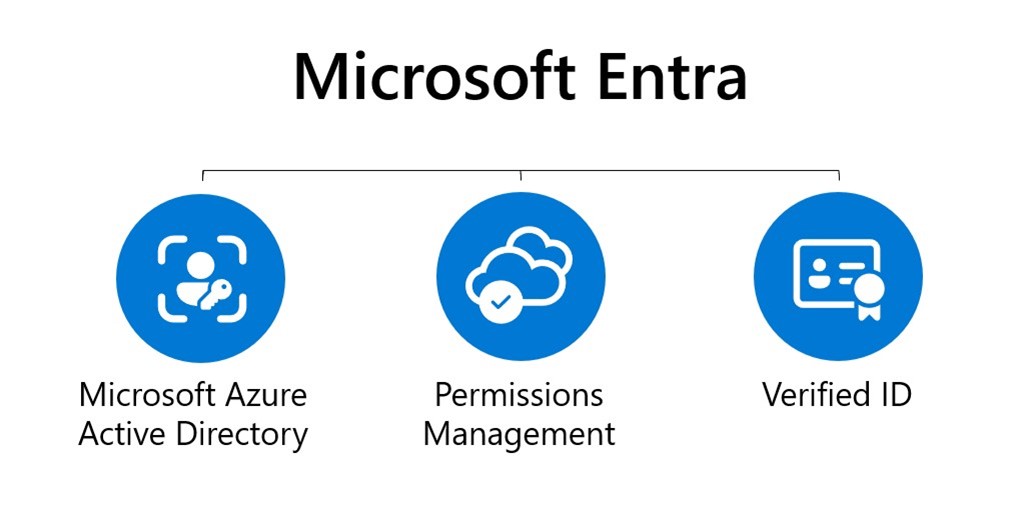 Microsoft Entra
Microsoft Azure
Active Directory
Permissions
Management
Verified ID